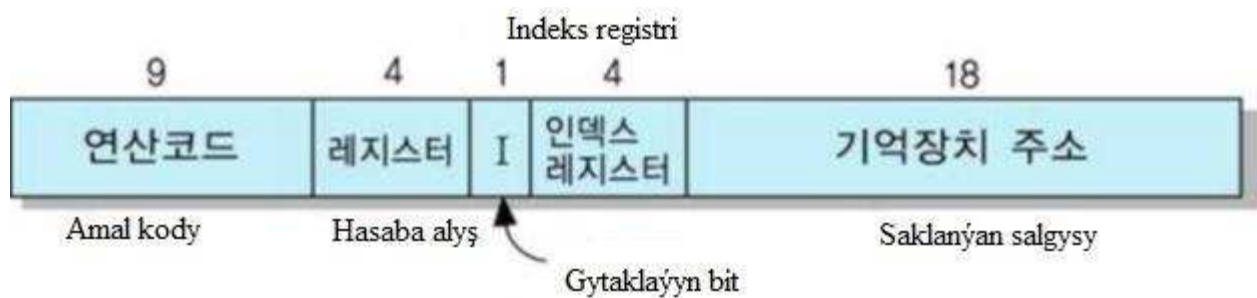 Indeks registri
9 4 1 4 18
연산코드 레지스터 I 인덱스 레지스터 기억장치 주소
Amal kody Hasaba alyş Saklanýan salgysy
Gytaklaýyyn bit